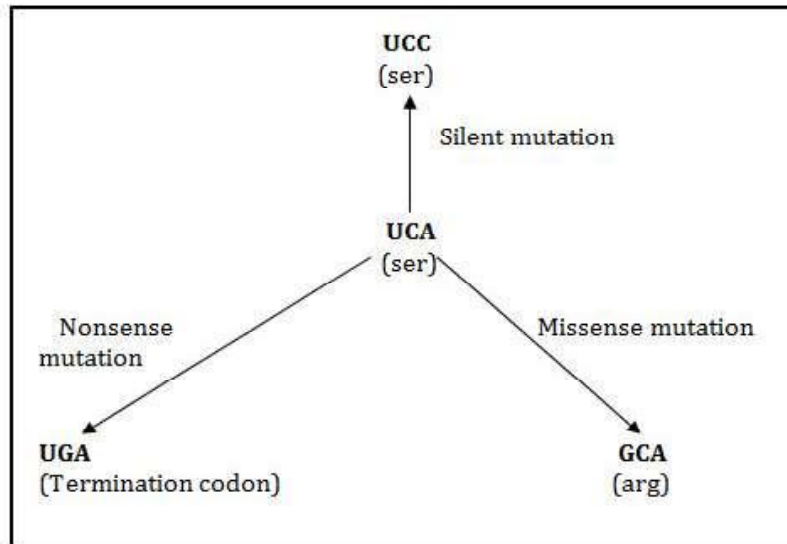 UCC
(ser)
Silent mutation
UCA
(ser)
Nonsense
mutation
Missense mutation
UGA
(Termination codon)
GCA
(arg)